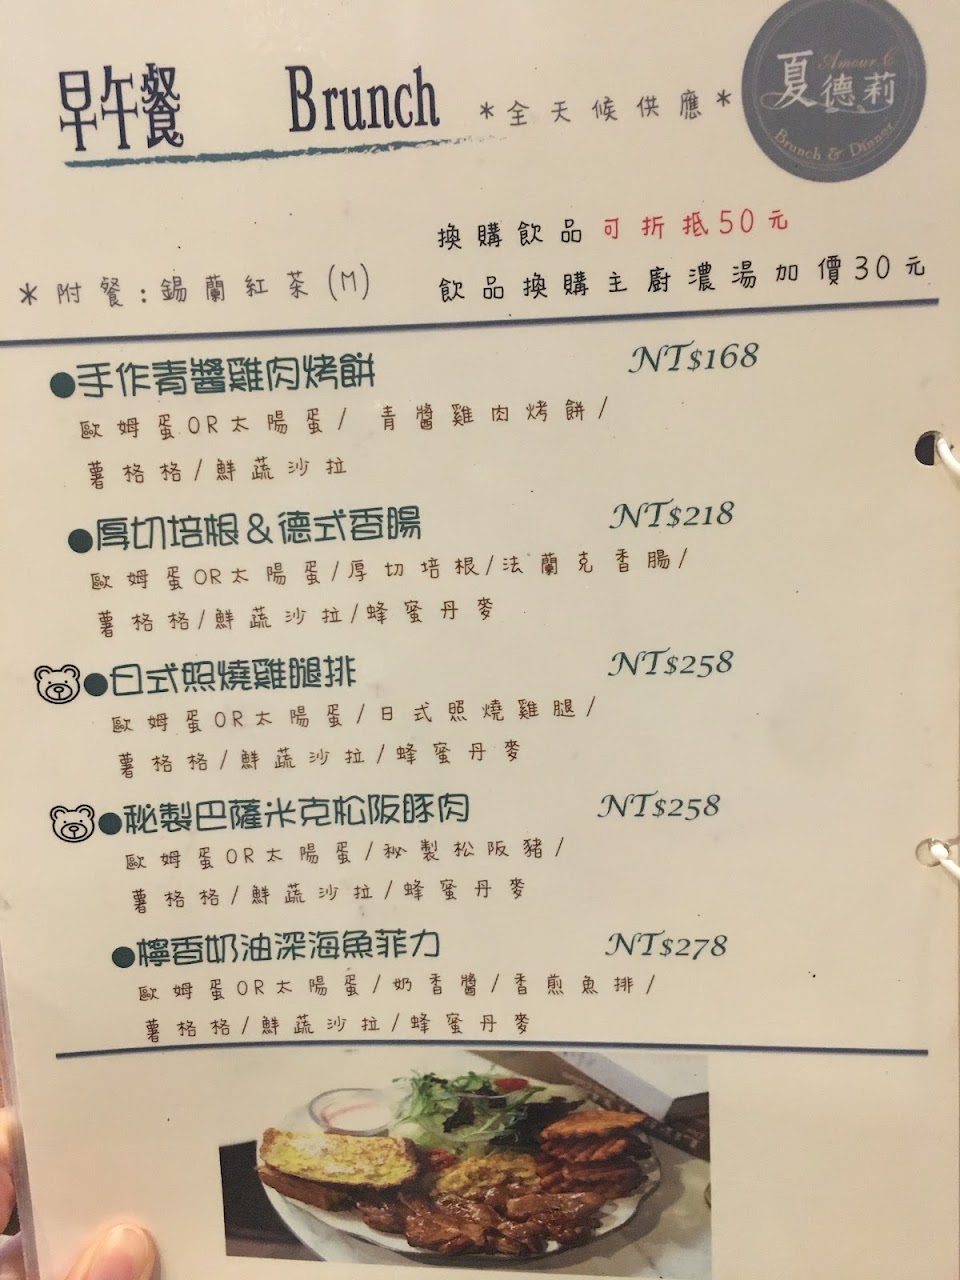 早午餐 Brunch *全天候供應*
Amour C
夏德莉
Brunch & Dinner
換購飲品可折抵50元
*附餐:錫蘭紅茶(M)
飲品換購主廚濃湯加價30元
●手作青醬雞肉烤餅 NT$168
歐姆蛋OR太陽蛋/ 青醬雞肉烤餅/
薯格格/鮮蔬沙拉
●厚切培根&德式香腸 NT$218
歐姆蛋OR太陽蛋/厚切培根/法蘭克香腸/
薯格格/鮮蔬沙拉/蜂蜜丹麥
●日式照燒雞腿排 NT$258
歐姆蛋OR太陽蛋/日式照燒雞腿/
薯格格/鮮蔬沙拉/蜂蜜丹麥
●秘製巴薩米克松阪豚肉 NT$258
歐姆蛋OR太陽蛋/秘製松阪豬/
薯格格/鮮蔬沙拉/蜂蜜丹麥
●檸香奶油深海魚菲力 NT$278
歐姆蛋OR太陽蛋/奶香醬/香煎魚排/
薯格格/鮮蔬沙拉/蜂蜜丹麥